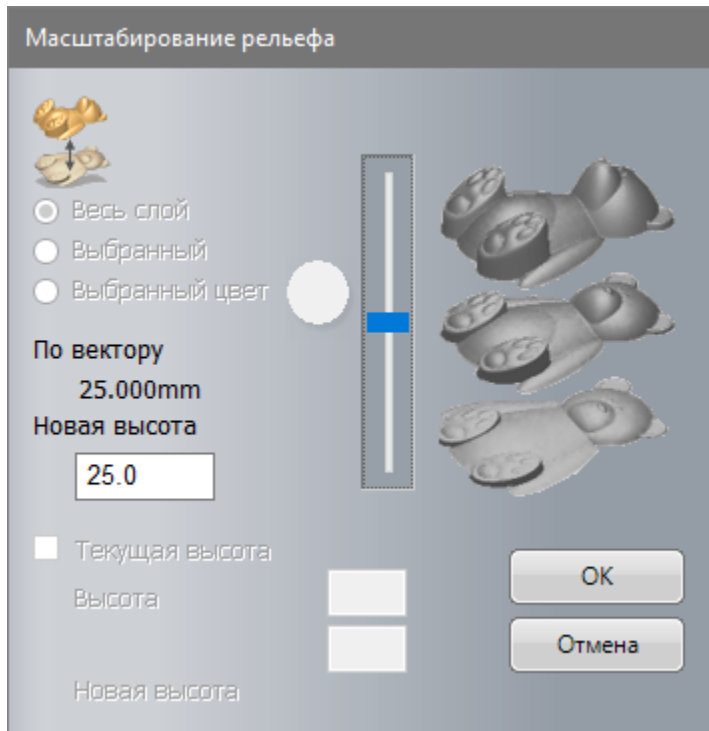 Масштабирование рельефа
Весь слой
Выбранный
Выбранный цвет
По вектору
25.000mm
Новая высота
25.0
Текущая высота
Высота
Новая высота
OK
Отмена